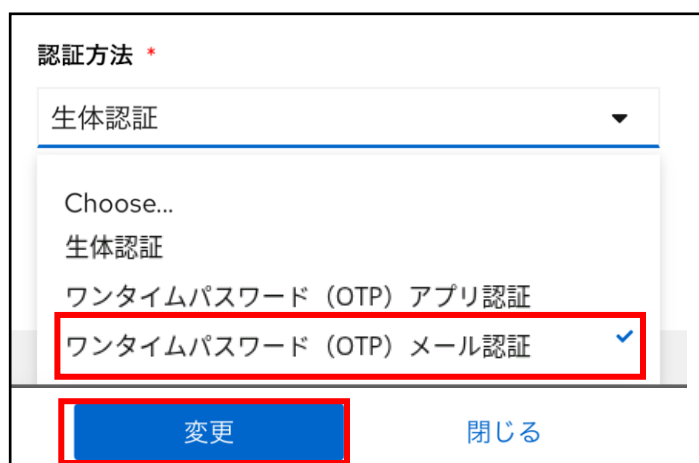 認証方法 *
生体認証
Choose...
生体認証
ワンタイムパスワード（OTP）アプリ認証
ワンタイムパスワード（OTP）メール認証
変更 閉じる